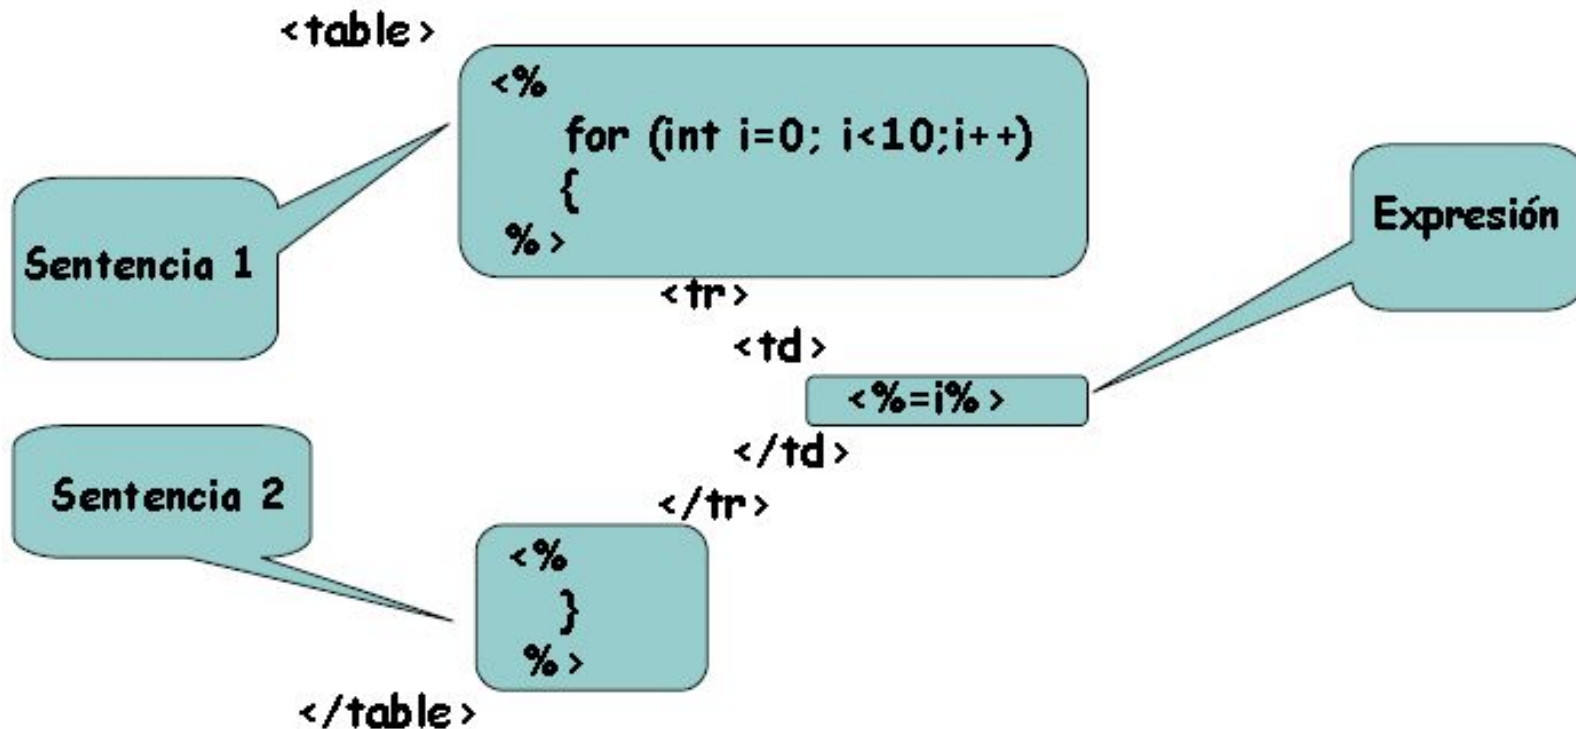 <table>
<%
for (int i=0; i<10;i++)
{
%>
Sentencia 1
Expresión
<tr>
<td>
<%=i%>
</td>
Sentencia 2
</tr>
<%
}
%>
</table>